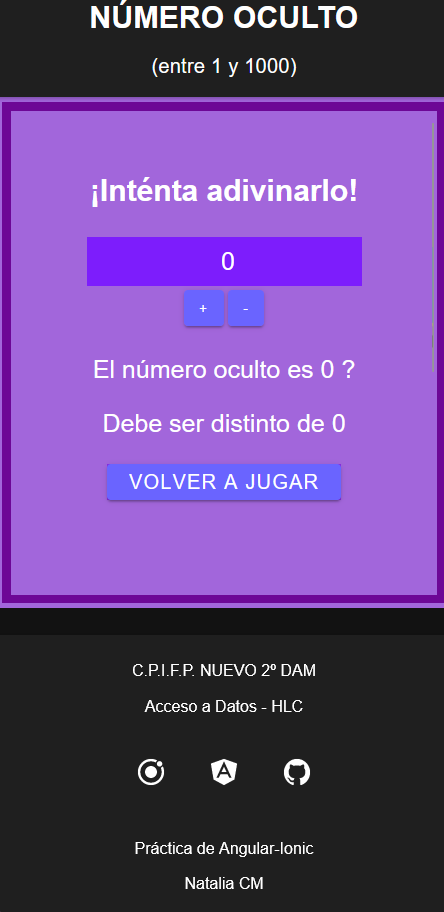 NÚMERO OCULTO
(entre 1 y 1000)
¡Inténta adivinarlo!
0
+ -
El número oculto es 0 ?
Debe ser distinto de 0
VOLVER A JUGAR
C.P.I.F.P. NUEVO 2º DAM
Acceso a Datos - HLC
Práctica de Angular-Ionic
Natalia CM